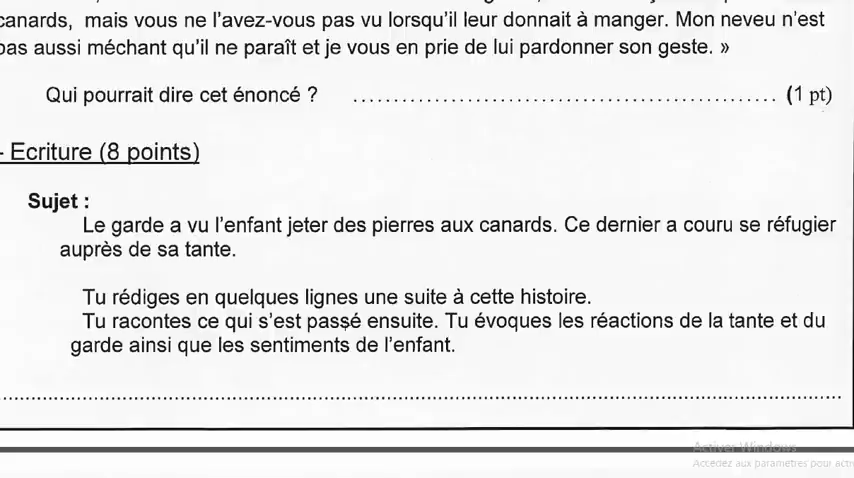 canards, mais vous ne l'avez-vous pas vu lorsqu'il leur donnait à manger. Mon neveu n'est
pas aussi méchant qu'il ne paraît et je vous en prie de lui pardonner son geste. »
Qui pourrait dire cet énoncé ? ........................................................ (1 pt)
- Ecriture (8 points)
Sujet :
Le garde a vu l'enfant jeter des pierres aux canards. Ce dernier a couru se réfugier
auprès de sa tante.
Tu rédiges en quelques lignes une suite à cette histoire.
Tu racontes ce qui s'est passé ensuite. Tu évoques les réactions de la tante et du
garde ainsi que les sentiments de l'enfant.
Activer Windows
Accédez aux paramètres pour acti